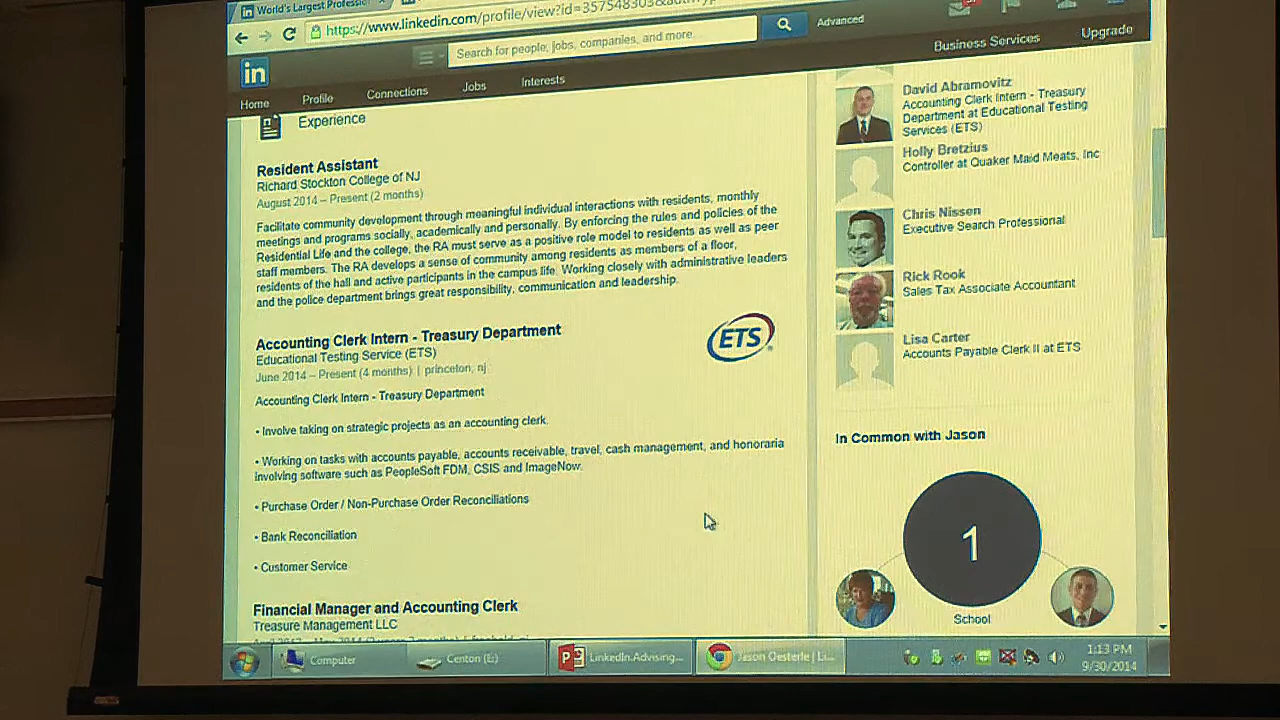 World's Largest Professi
https://www.linkedin.com/profile/view?id=357548303&
Search for people, jobs, companies, and more...
Advanced
in
Home Profile Connections Jobs Interests
Business Services Upgrade
Experience
Resident Assistant
Richard Stockton College of NJ
August 2014 – Present (2 months)
Facilitate community development through meaningful individual interactions with residents, monthly
meetings and programs socially, academically and personally. By enforcing the rules and policies of the
Residential Life and the college, the RA must serve as a positive role model to residents as well as peer
staff members. The RA develops a sense of community among residents as members of a floor,
residents of the hall and active participants in the campus life. Working closely with administrative leaders
and the police department brings great responsibility, communication and leadership.
Accounting Clerk Intern - Treasury Department
Educational Testing Service (ETS)
June 2014 – Present (4 months) | princeton, nj
ETS
Accounting Clerk Intern - Treasury Department
• Involve taking on strategic projects as an accounting clerk.
• Working on tasks with accounts payable, accounts receivable, travel, cash management, and honoraria
involving software such as PeopleSoft FDM, CSIS and ImageNow.
• Purchase Order / Non-Purchase Order Reconciliations
• Bank Reconciliation
• Customer Service
Financial Manager and Accounting Clerk
Treasure Management LLC
David Abramovitz
Accounting Clerk Intern - Treasury
Department at Educational Testing
Services (ETS)
Holly Bretzius
Controller at Quaker Maid Meats, Inc
Chris Nissen
Executive Search Professional
Rick Rook
Sales Tax Associate Accountant
Lisa Carter
Accounts Payable Clerk II at ETS
In Common with Jason
1
School
Computer
Centon (E:)
LinkedIn.Advising...
Jason Oesterle | Li...
1:13 PM
9/30/2014